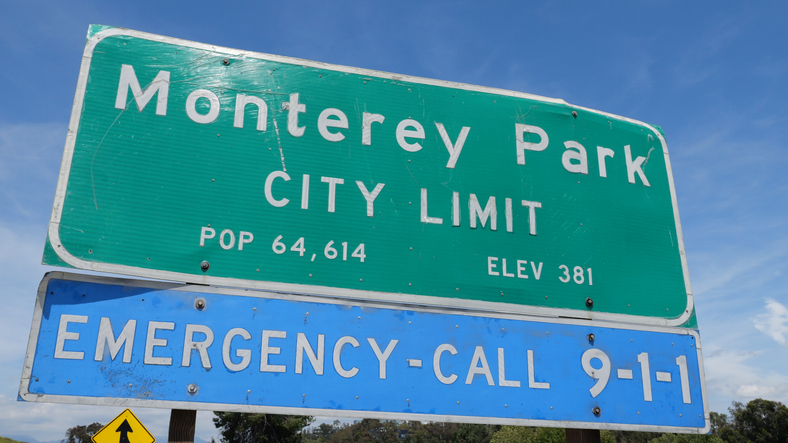 Monterey Park
CITY LIMIT
POP 64,614 ELEV 381
EMERGENCY-CALL 9-1-1